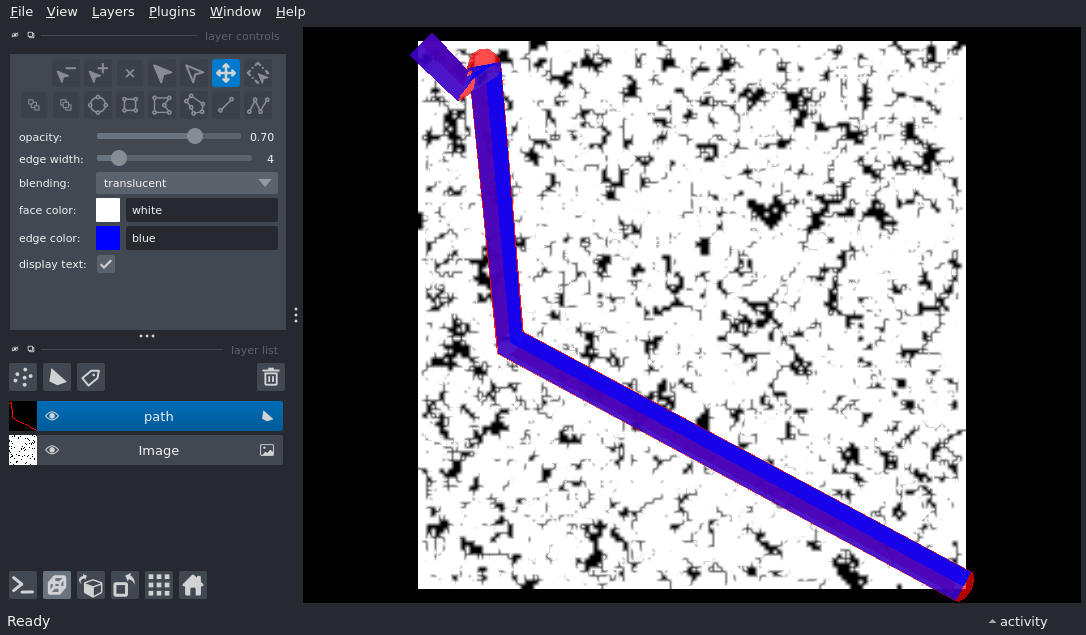 File View Layers Plugins Window Help
layer controls
opacity: 0.70
edge width: 4
blending: translucent
face color: white
edge color: blue
display text:
layer list
path
Image
Ready activity